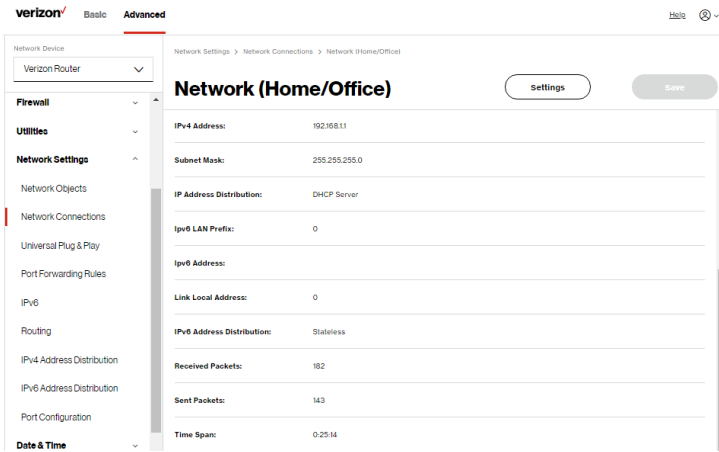 verizon✓ Basic Advanced Help
Network Device
Verizon Router
Firewall
Utilities
Network Settings
Network Objects
Network Connections
Universal Plug & Play
Port Forwarding Rules
IPv6
Routing
IPv4 Address Distribution
IPv6 Address Distribution
Port Configuration
Date & Time
Network Settings > Network Connections > Network (Home/Office)
Network (Home/Office) Settings Save
IPv4 Address: 192.168.1.1
Subnet Mask: 255.255.255.0
IP Address Distribution: DHCP Server
Ipv6 LAN Prefix: 0
Ipv6 Address:
Link Local Address: 0
IPv6 Address Distribution: Stateless
Received Packets: 182
Sent Packets: 143
Time Span: 0:25:14